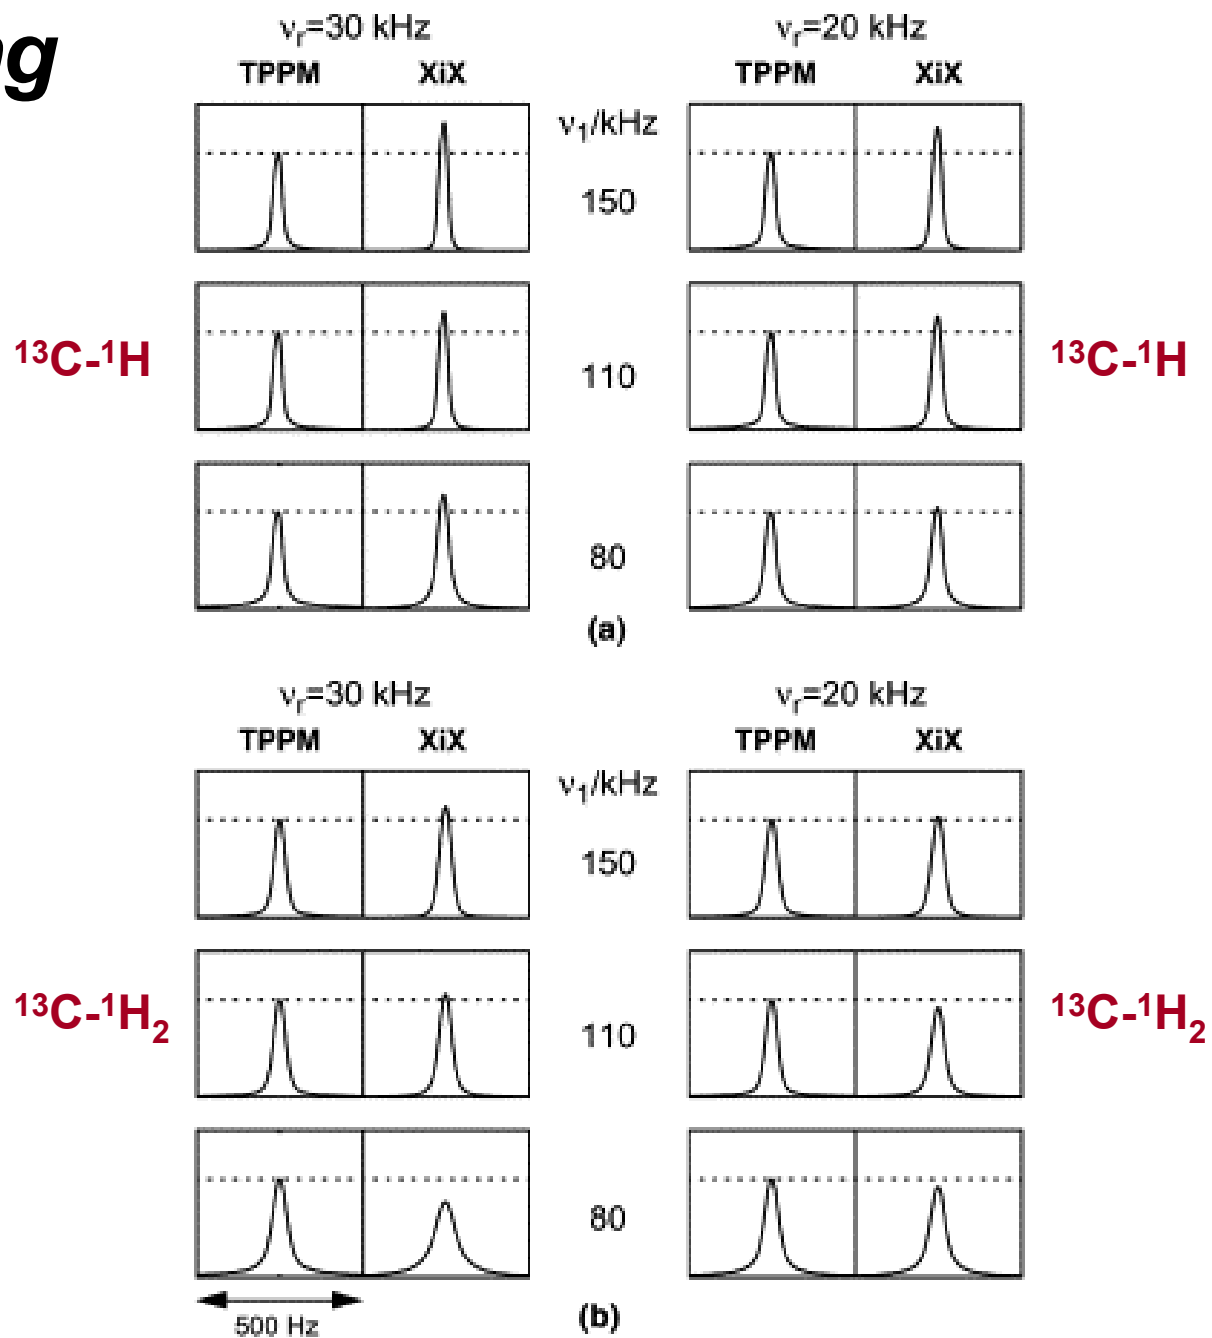 νr=30 kHz νr=20 kHz
TPPM XiX TPPM XiX
ν1/kHz
150
13C-1H 110 13C-1H
80
(a)
νr=30 kHz νr=20 kHz
TPPM XiX TPPM XiX
ν1/kHz
150
13C-1H2 110 13C-1H2
80
500 Hz (b)